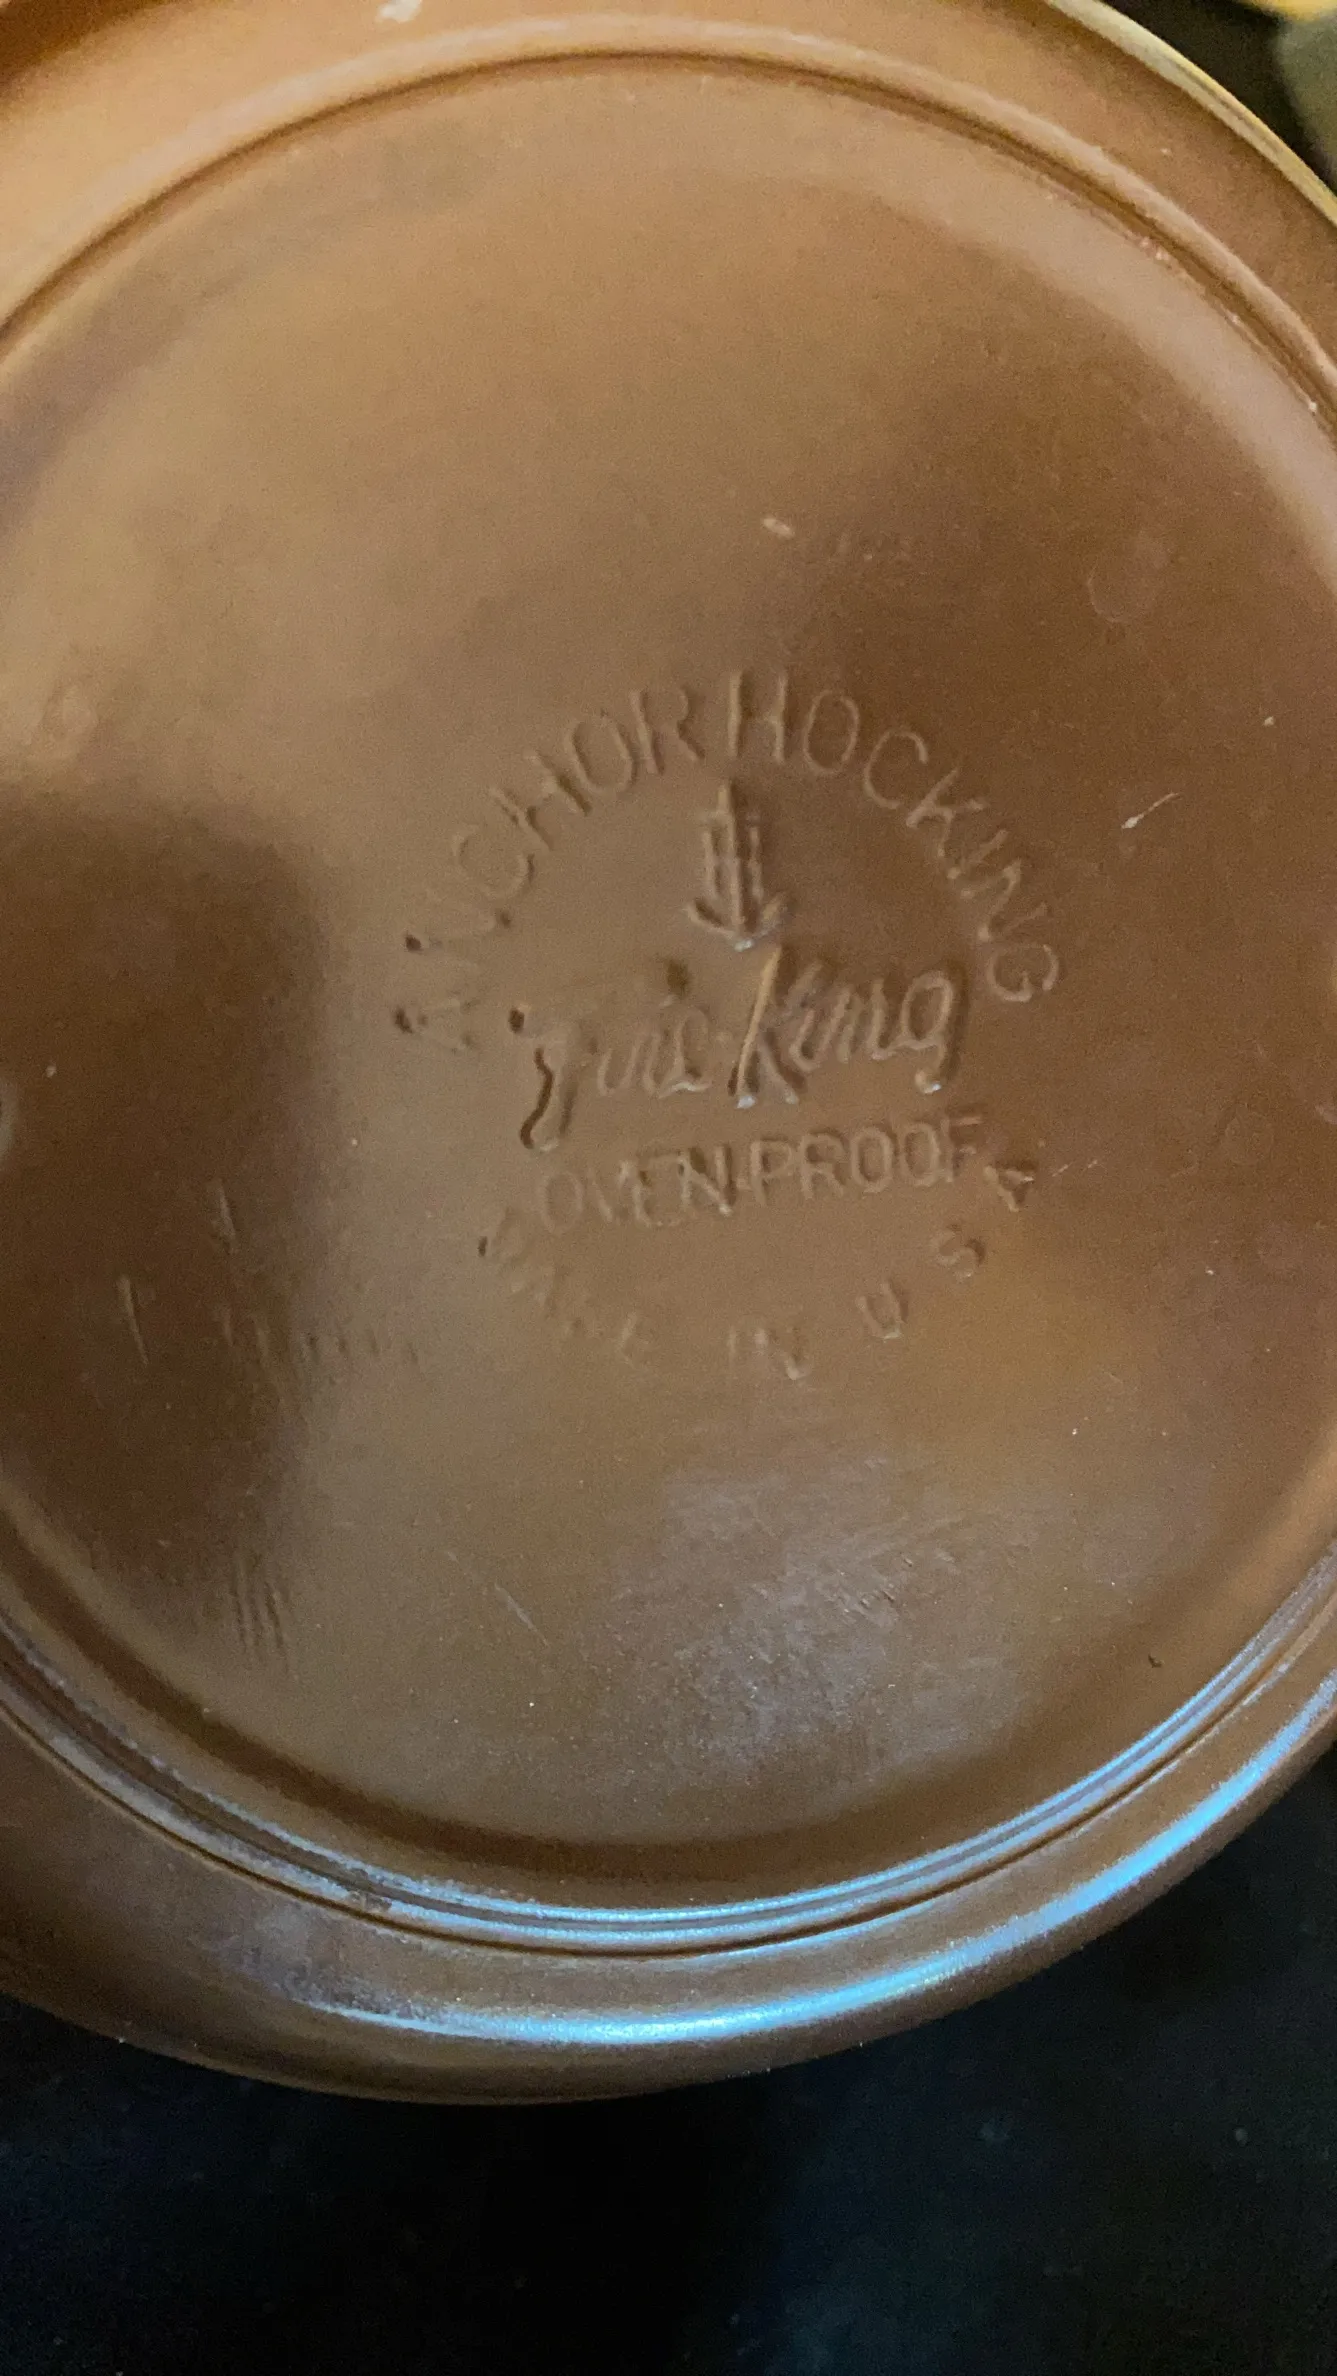 ANCHOR HOCKING
Fire-King
OVEN-PROOF
MADE IN U S A